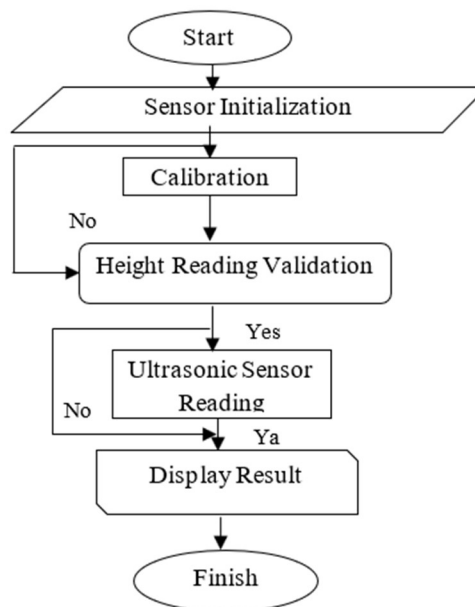 Start
Sensor Initialization
Calibration
No
Height Reading Validation
Yes
Ultrasonic Sensor
Reading
No
Ya
Display Result
Finish